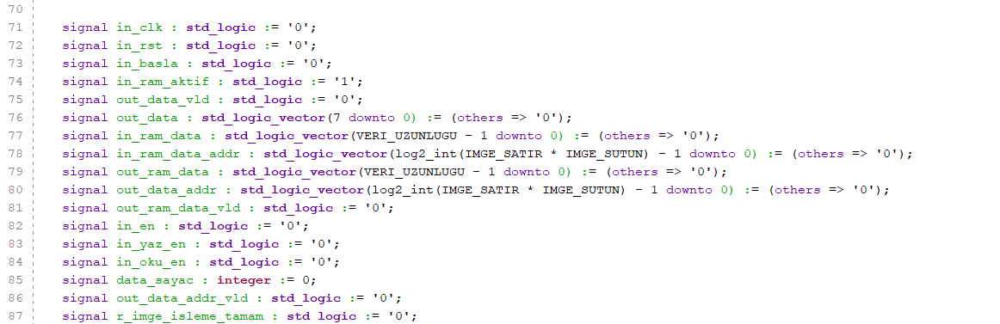 70
71 signal in_clk : std_logic := '0';
72 signal in_rst : std_logic := '0';
73 signal in_basla : std_logic := '0';
74 signal in_ram_aktif : std_logic := '1';
75 signal out_data_vld : std_logic := '0';
76 signal out_data : std_logic_vector(7 downto 0) := (others => '0');
77 signal in_ram_data : std_logic_vector(VERI_UZUNLUGU - 1 downto 0) := (others => '0');
78 signal in_ram_data_addr : std_logic_vector(log2_int(IMGE_SATIR * IMGE_SUTUN) - 1 downto 0) := (others => '0');
79 signal out_ram_data : std_logic_vector(VERI_UZUNLUGU - 1 downto 0) := (others => '0');
80 signal out_data_addr : std_logic_vector(log2_int(IMGE_SATIR * IMGE_SUTUN) - 1 downto 0) := (others => '0');
81 signal out_ram_data_vld : std_logic := '0';
82 signal in_en : std_logic := '0';
83 signal in_yaz_en : std_logic := '0';
84 signal in_oku_en : std_logic := '0';
85 signal data_sayac : integer := 0;
86 signal out_data_addr_vld : std_logic := '0';
87 signal r_imge_isleme_tamam : std logic := '0';